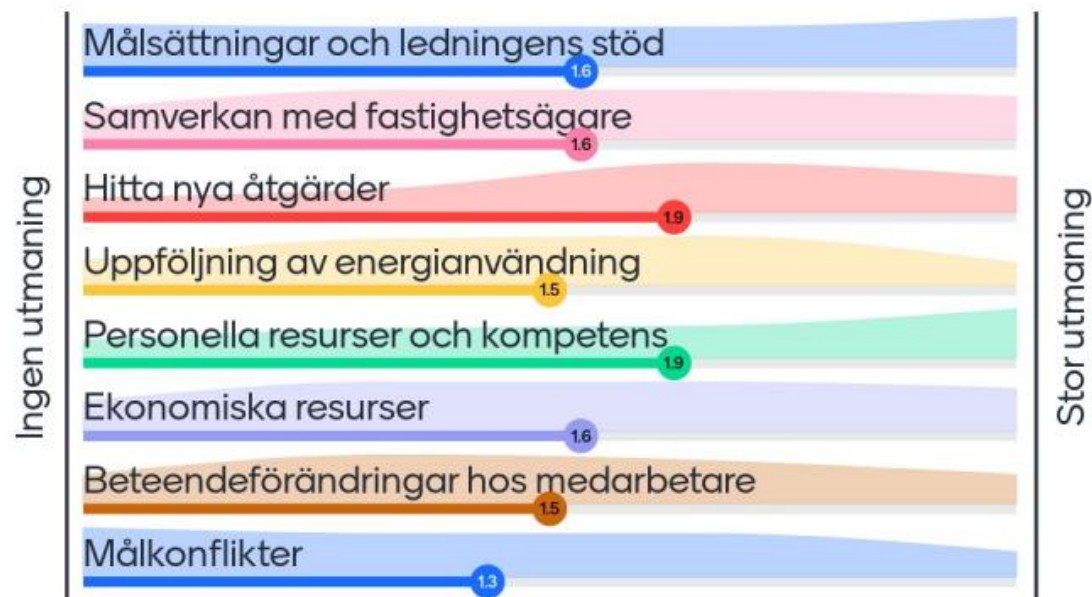 Målsättningar och ledningens stöd
1.6
Samverkan med fastighetsägare
1.6
Hitta nya åtgärder
1.9
Uppföljning av energianvändning
1.5
Personella resurser och kompetens
1.9
Ekonomiska resurser
1.6
Beteendeförändringar hos medarbetare
1.5
Målkonflikter
1.3
Ingen utmaning
Stor utmaning